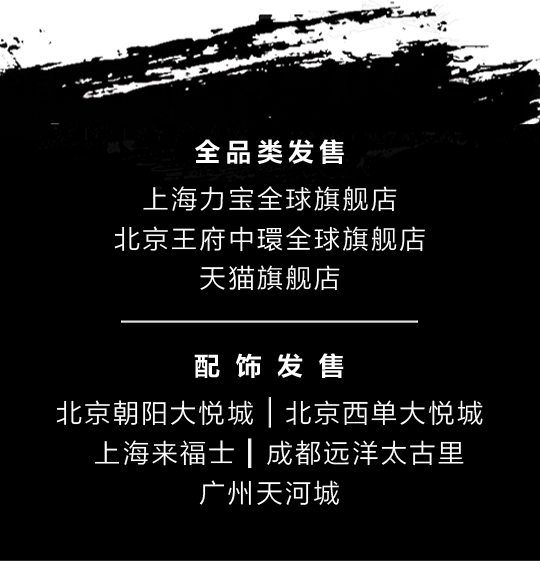 全品类发售
上海力宝全球旗舰店
北京王府中環全球旗舰店
天猫旗舰店
配饰发售
北京朝阳大悦城 | 北京西单大悦城
上海来福士 | 成都远洋太古里
广州天河城